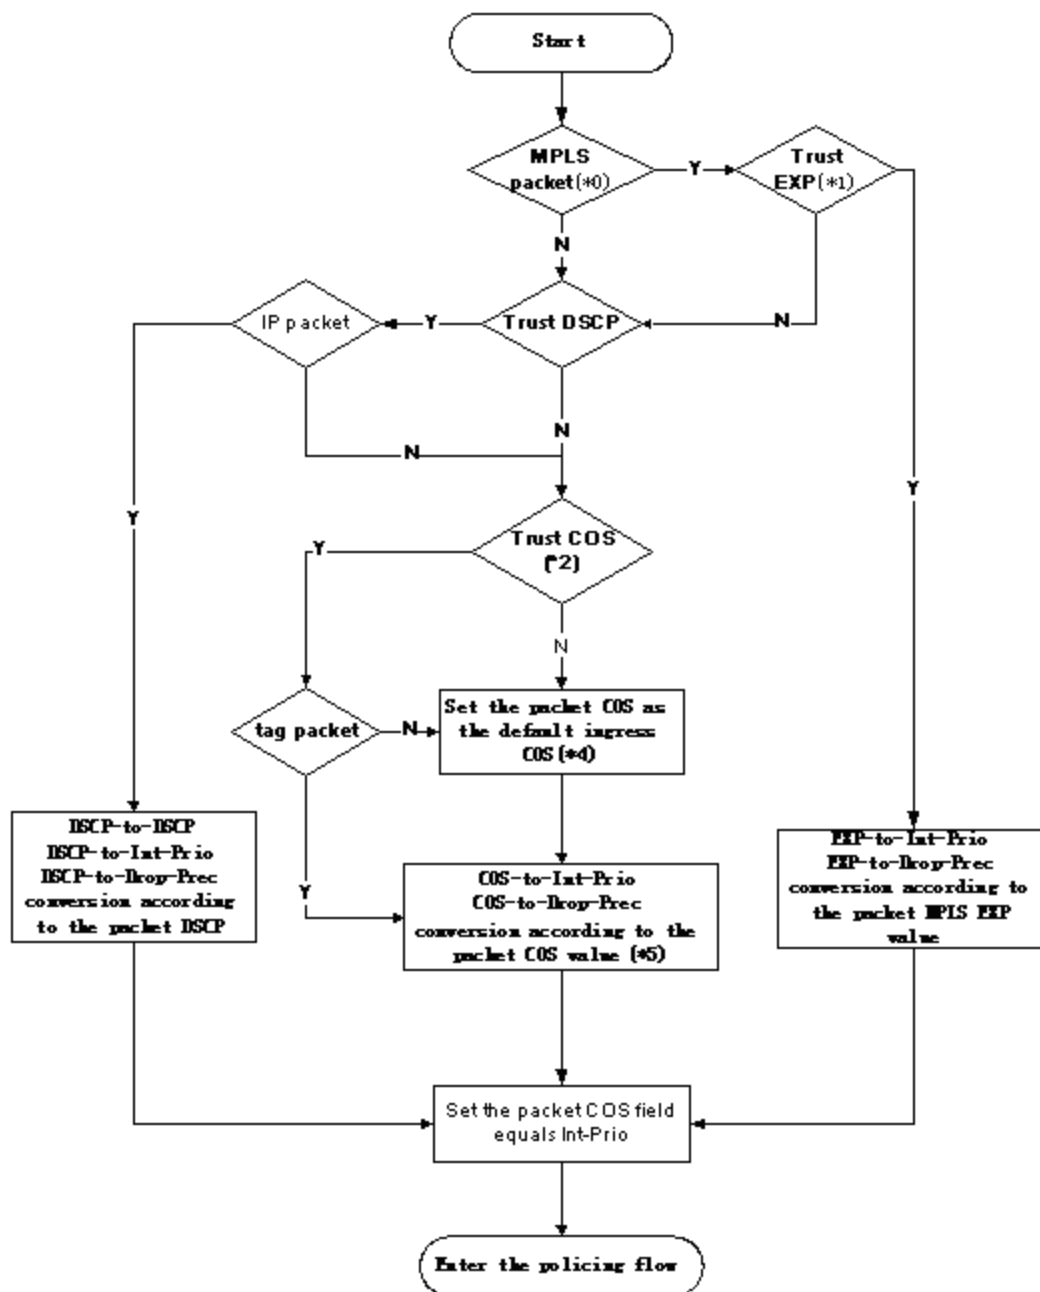 Start
MPLS
packet(*0)
Y
Trust
EXP(*1)
N
IP packet
Y
Trust DSCP
N
N
N
Y
Y
Trust COS
(*2)
Y
N
tag packet
N
Set the packet COS as
the default ingress
COS(*4)
DSCP-to-DSCP
DSCP-to-Int-Prio
DSCP-to-Drop-Prec
conversion according
to the packet DSCP
Y
COS-to-Int-Prio
COS-to-Drop-Prec
conversion according to the
packet COS value (*5)
EXP-to-Int-Prio
EXP-to-Drop-Prec
conversion according to
the packet MPLS EXP
value
Set the packet COS field
equals Int-Prio
Enter the policing flow